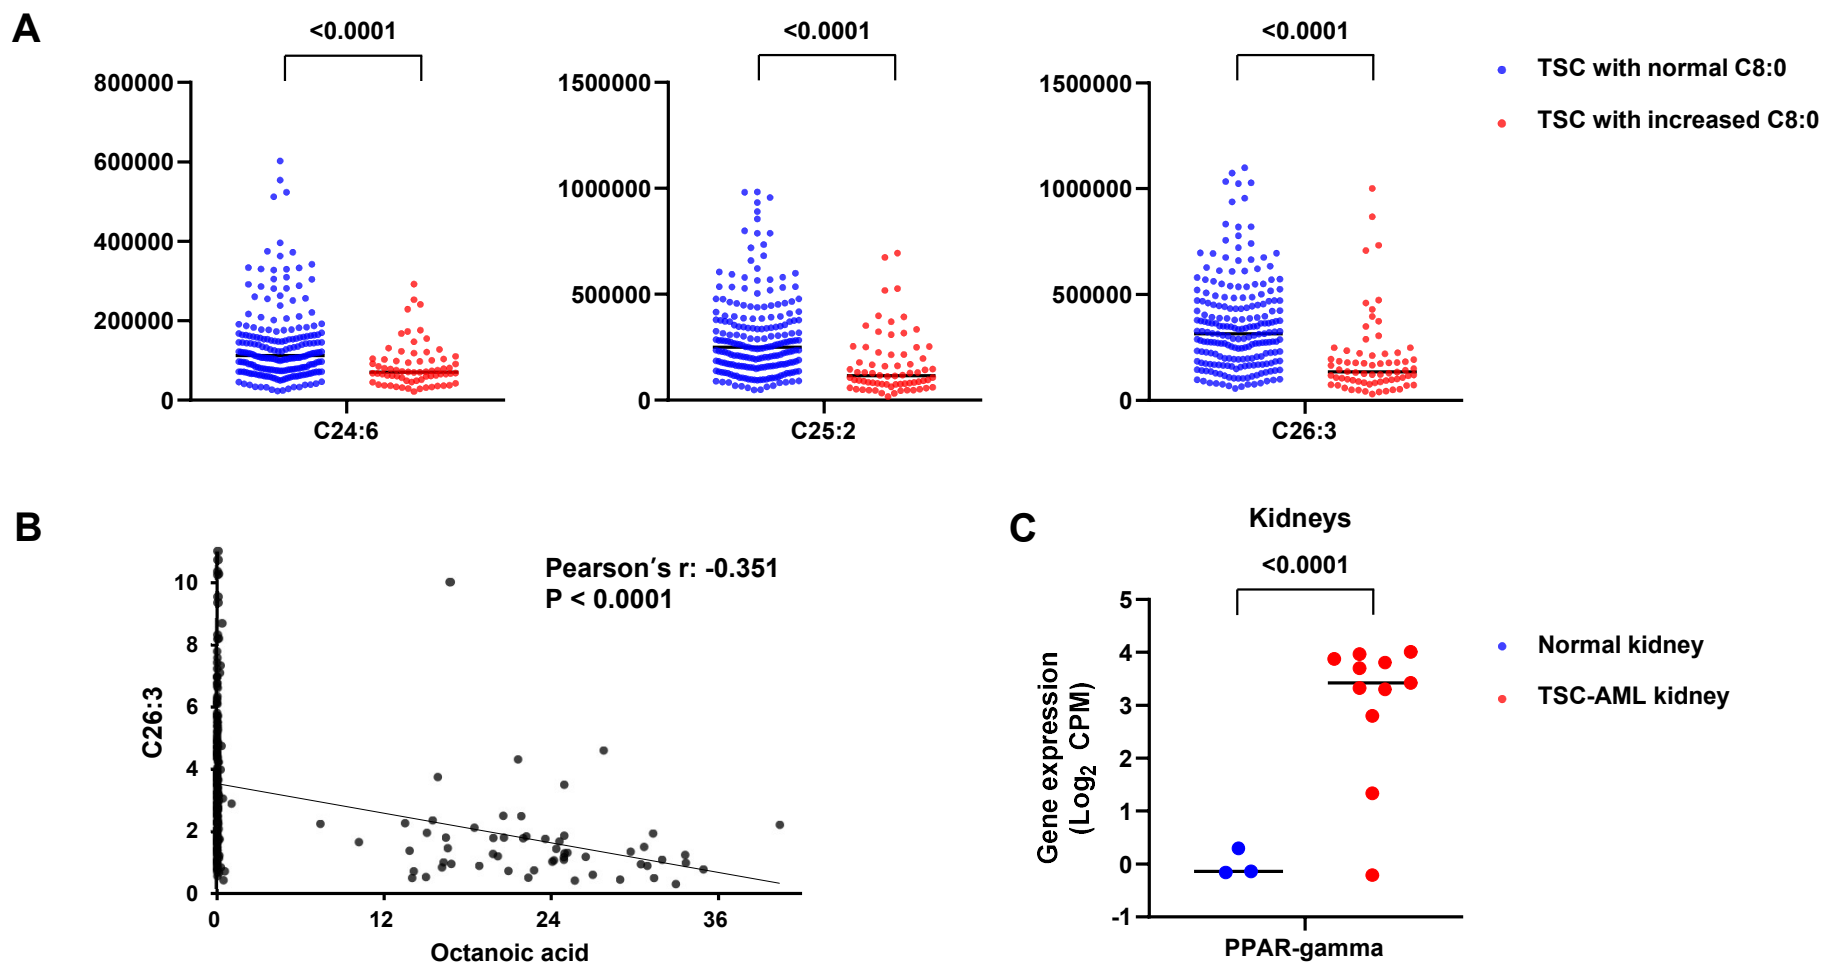 A
<0.0001
<0.0001
<0.0001
TSC with normal C8:0
TSC with increased C8:0
800000
600000
400000
200000
0
C24:6
1500000
1000000
500000
0
C25:2
1500000
1000000
500000
0
C26:3
B
Pearson's r: -0.351
P < 0.0001
C26:3
10
8
6
4
2
0
0 12 24 36
Octanoic acid
C
Kidneys
<0.0001
Gene expression
(Log2 CPM)
5
4
3
2
1
0
-1
PPAR-gamma
Normal kidney
TSC-AML kidney